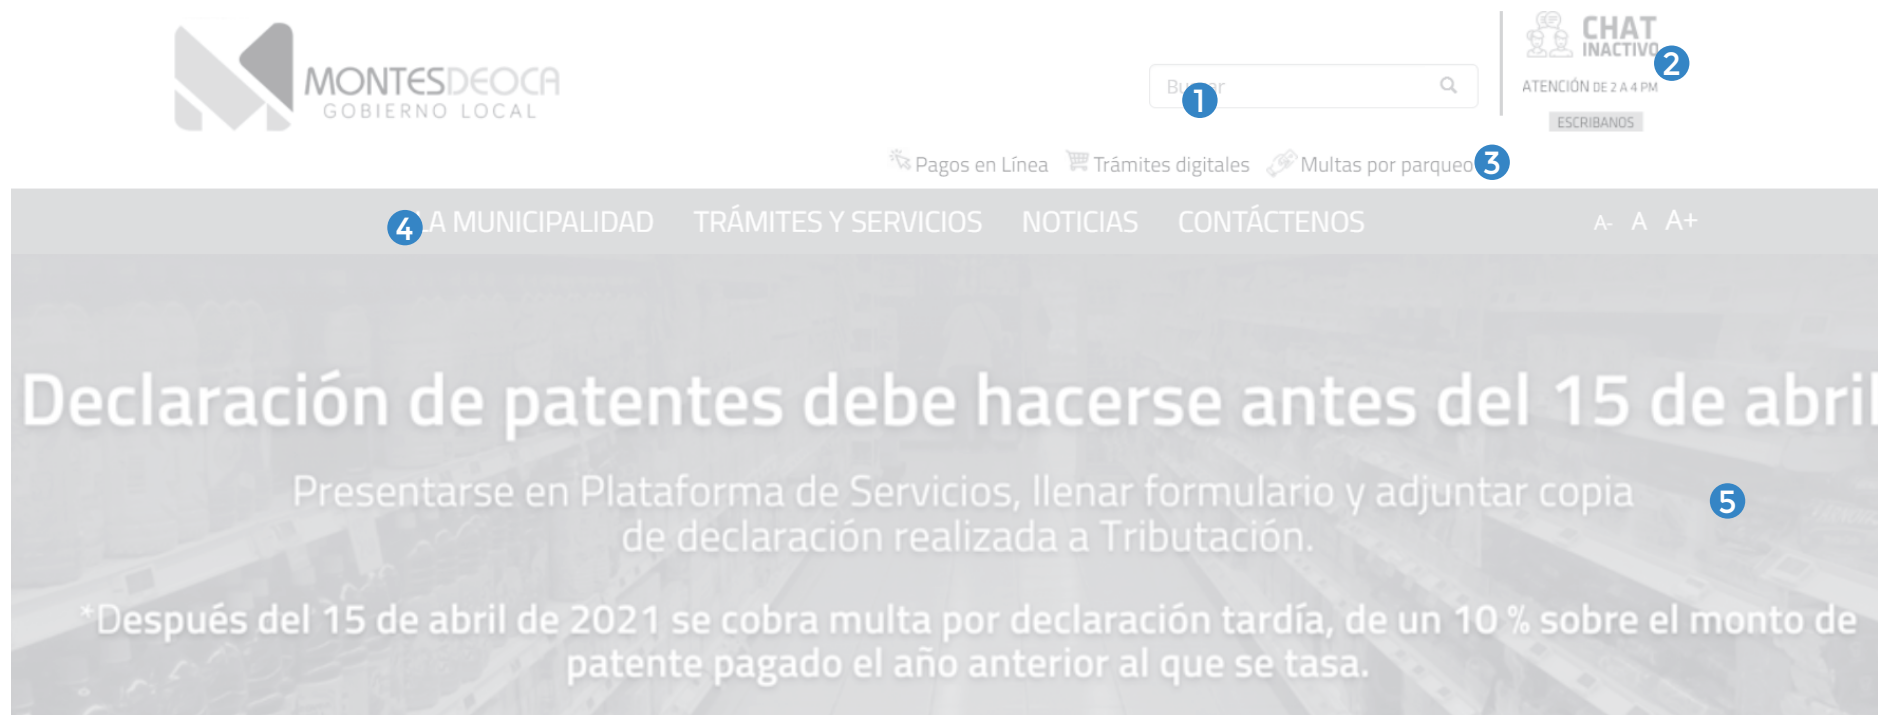 MONTESDEOCA
GOBIERNO LOCAL
Buscar
1
CHAT
INACTIVO
2
ATENCIÓN DE 2 A 4 PM
ESCRIBANOS
Pagos en Línea Trámites digitales Multas por parqueo 3
4 LA MUNICIPALIDAD TRÁMITES Y SERVICIOS NOTICIAS CONTÁCTENOS A- A A+
Declaración de patentes debe hacerse antes del 15 de abril
Presentarse en Plataforma de Servicios, llenar formulario y adjuntar copia
5
de declaración realizada a Tributación.
*Después del 15 de abril de 2021 se cobra multa por declaración tardía, de un 10 % sobre el monto de
patente pagado el año anterior al que se tasa.